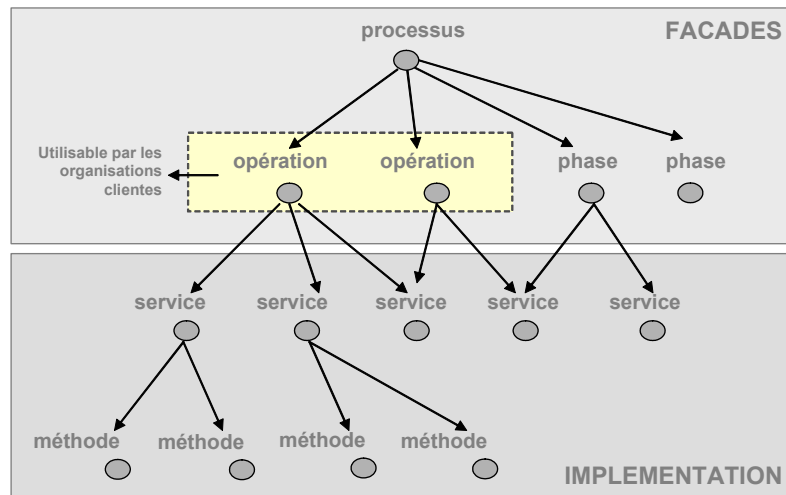 processus
FACADES
Utilisable par les
organisations
clientes
opération
opération
phase
phase
service
service
service
service
service
méthode
méthode
méthode
méthode
IMPLEMENTATION